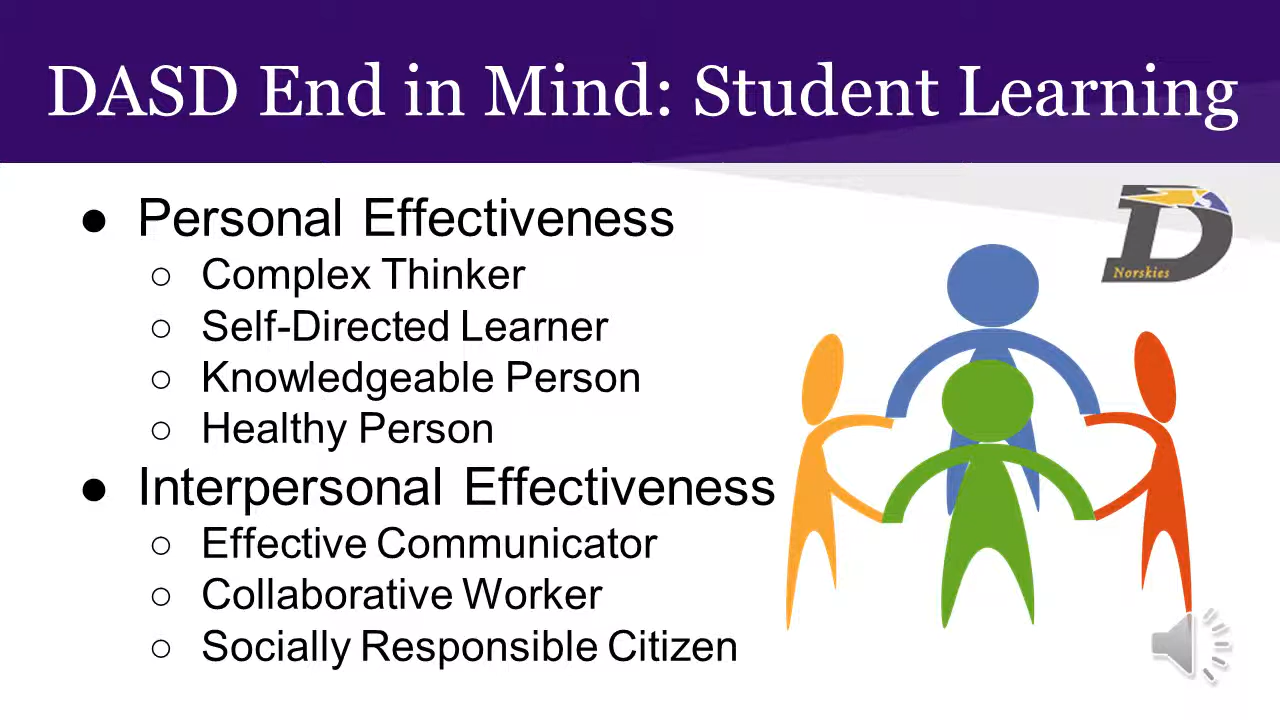 DASD End in Mind: Student Learning
● Personal Effectiveness
○ Complex Thinker
○ Self-Directed Learner
○ Knowledgeable Person
○ Healthy Person
● Interpersonal Effectiveness
○ Effective Communicator
○ Collaborative Worker
○ Socially Responsible Citizen
D
Norskies